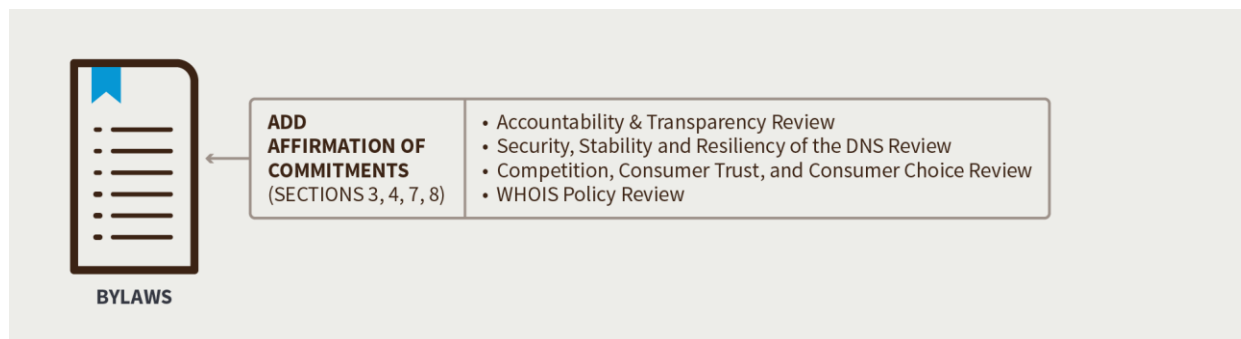 ADD
AFFIRMATION OF
COMMITMENTS
(SECTIONS 3, 4, 7, 8)
• Accountability & Transparency Review
• Security, Stability and Resiliency of the DNS Review
• Competition, Consumer Trust, and Consumer Choice Review
• WHOIS Policy Review
BYLAWS